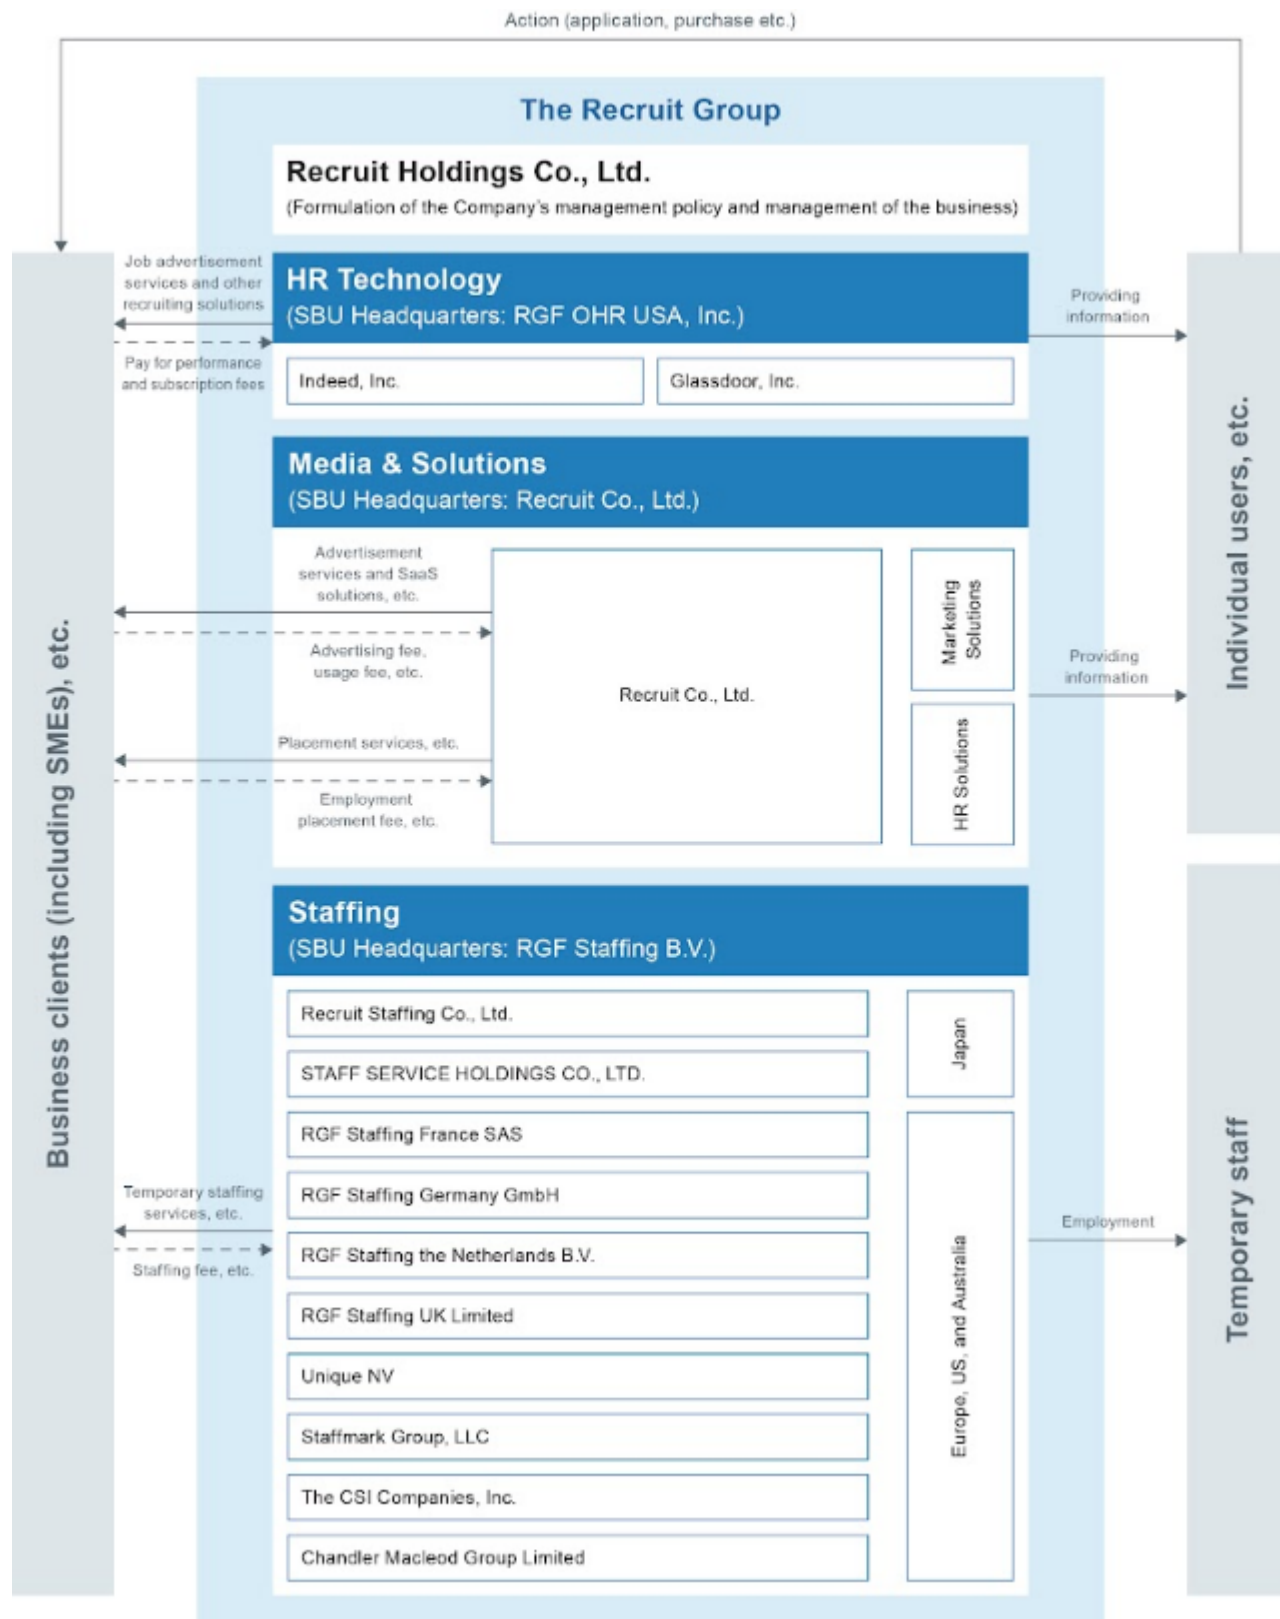 Action (application, purchase etc.)
The Recruit Group
Recruit Holdings Co., Ltd.
(Formulation of the Company's management policy and management of the business)
Business clients (including SMEs), etc.
Job advertisement
services and other
recruiting solutions
Pay for performance
and subscription fees
HR Technology
(SBU Headquarters: RGF OHR USA, Inc.)
Indeed, Inc.
Glassdoor, Inc.
Providing
information
Individual users, etc.
Media & Solutions
(SBU Headquarters: Recruit Co., Ltd.)
Advertisement
services and SaaS
solutions, etc.
Advertising fee,
usage fee, etc.
Placement services, etc.
Employment
placement fee, etc.
Recruit Co., Ltd.
Marketing
Solutions
HR Solutions
Providing
information
Staffing
(SBU Headquarters: RGF Staffing B.V.)
Recruit Staffing Co., Ltd.
STAFF SERVICE HOLDINGS CO., LTD.
RGF Staffing France SAS
RGF Staffing Germany GmbH
RGF Staffing the Netherlands B.V.
RGF Staffing UK Limited
Unique NV
Staffmark Group, LLC
The CSI Companies, Inc.
Chandler Macleod Group Limited
Japan
Europe, US, and Australia
Temporary staffing
services, etc.
Staffing fee, etc.
Employment
Temporary staff